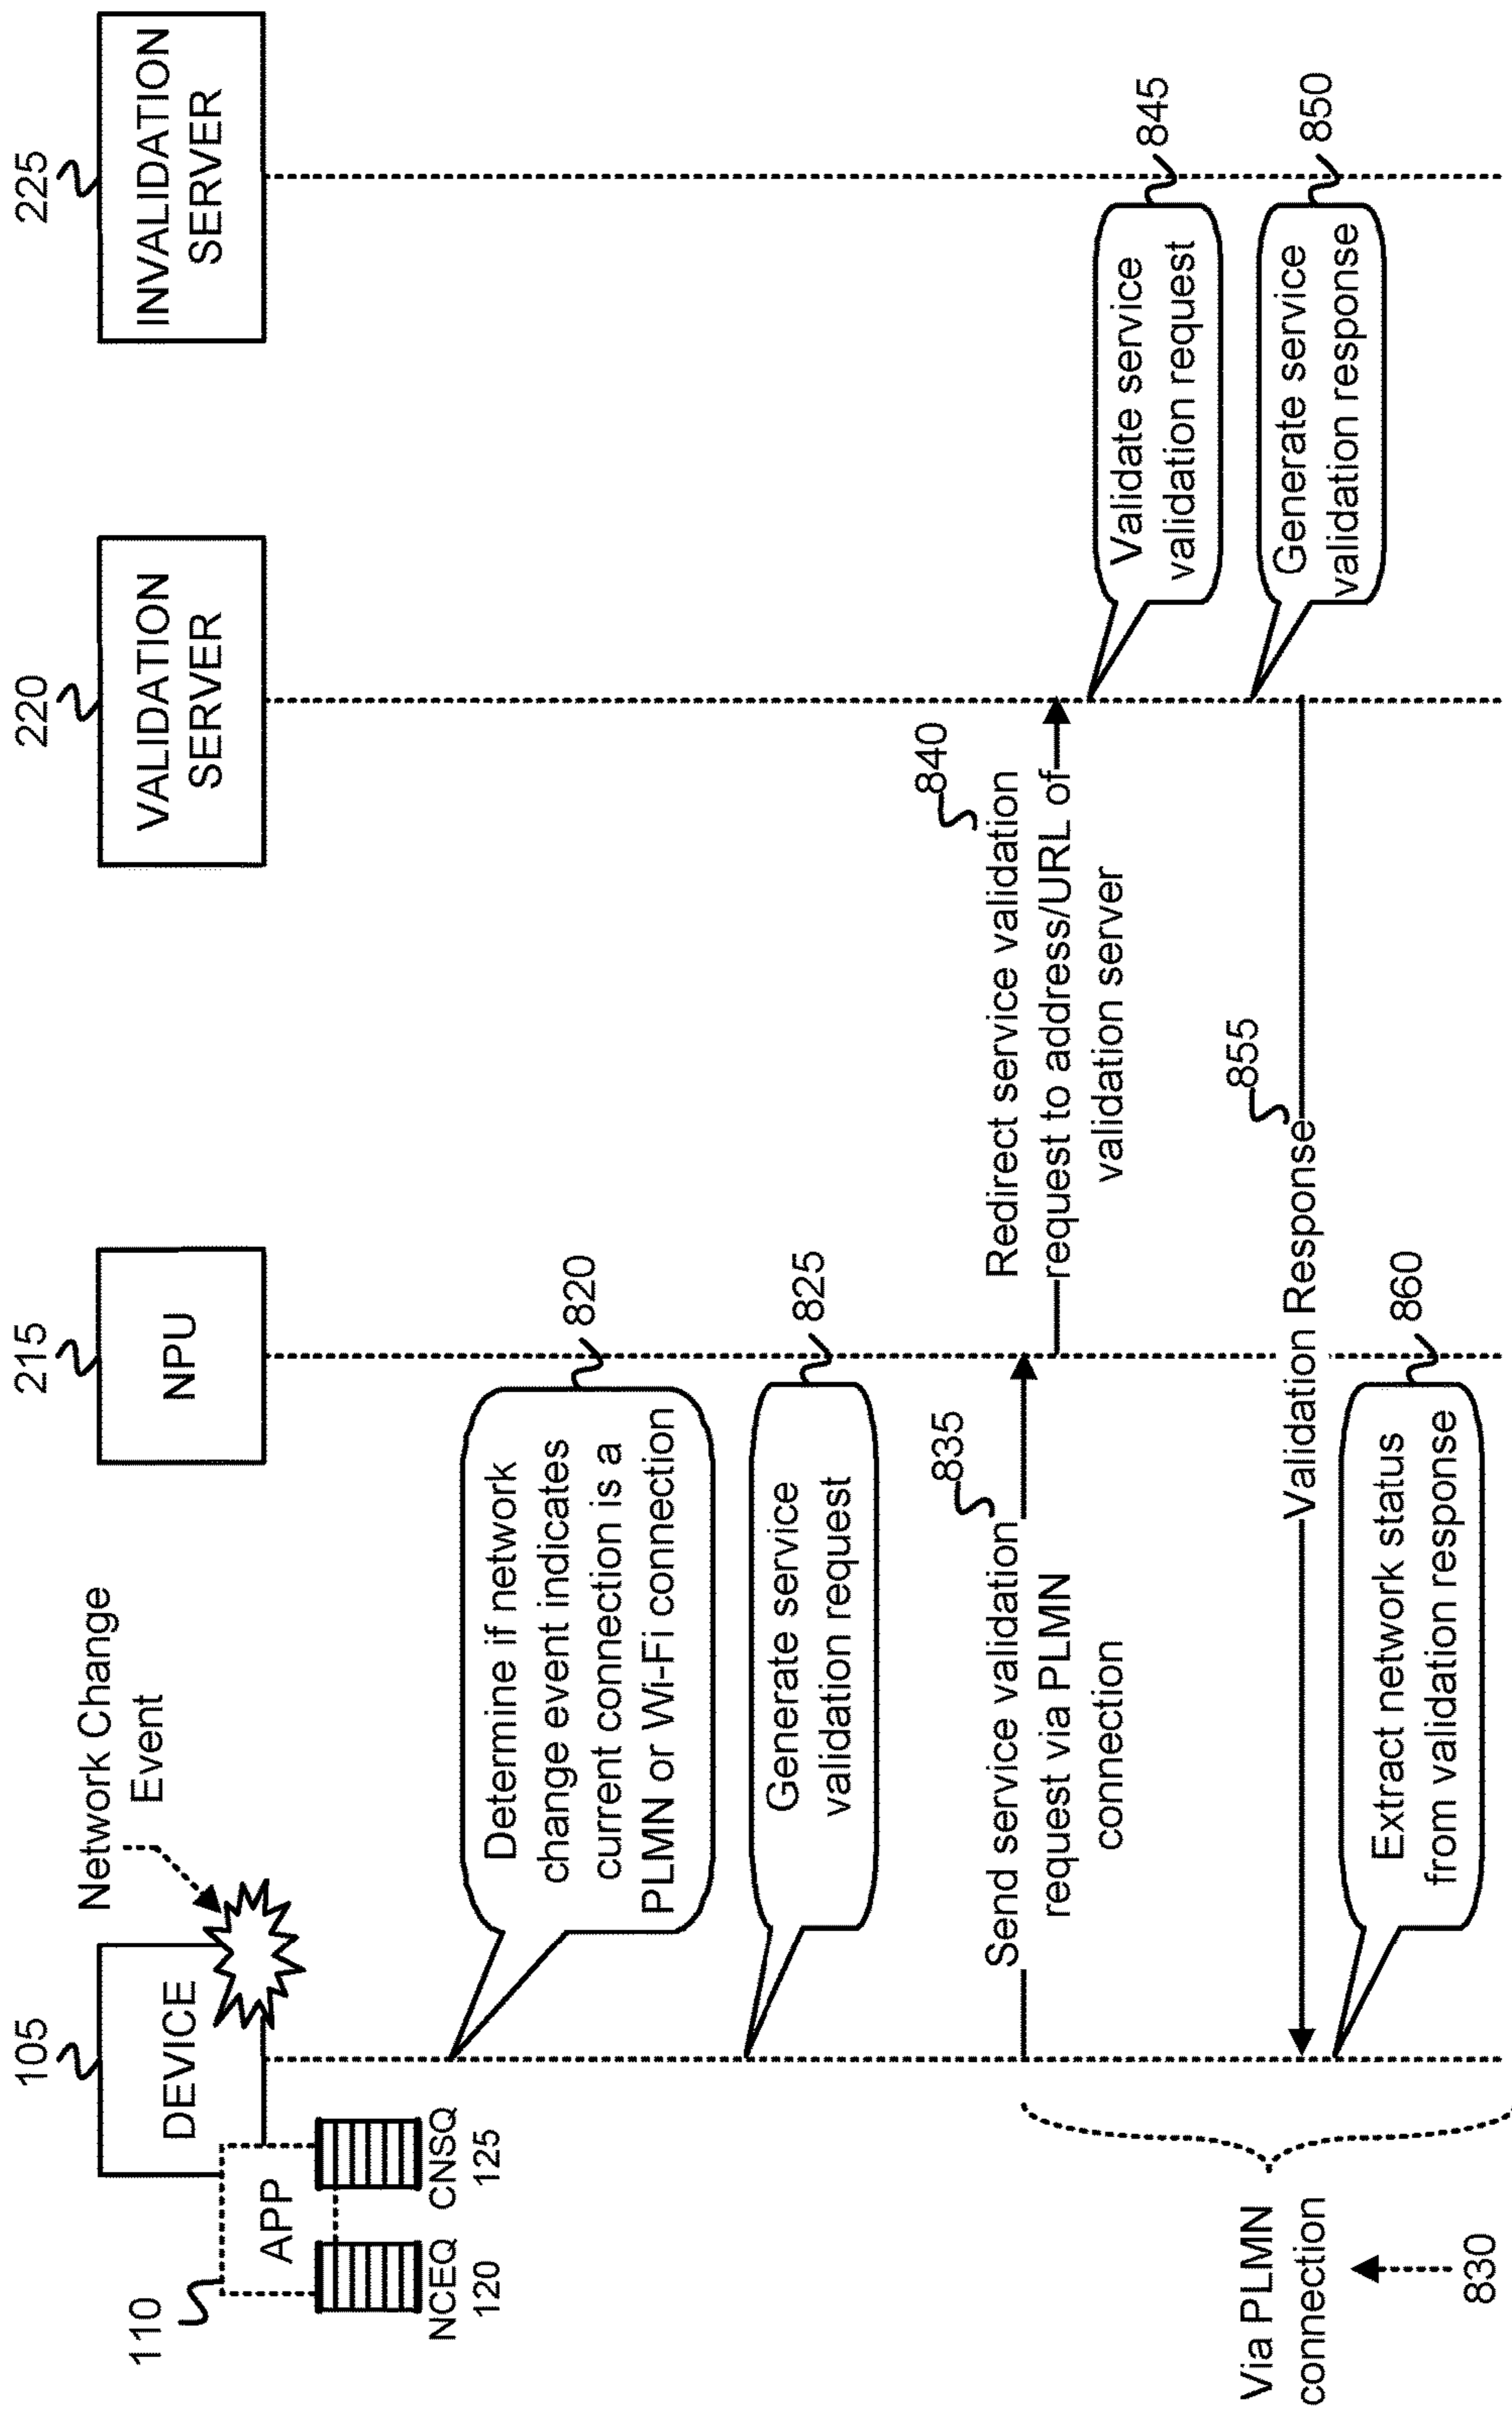 105
215
220
225
DEVICE
NPU
VALIDATION
SERVER
INVALIDATION
SERVER
Network Change
Event
110
APP
NCEQ
120
CNSQ
125
Determine if network
change event indicates
current connection is a
PLMN or Wi-Fi connection
820
Generate service
validation request
825
Send service validation
request via PLMN
connection
835
Redirect service validation
request to address/URL of
validation server
840
Validate service
validation request
845
Generate service
validation response
850
Validation Response
855
Extract network status
from validation response
860
Via PLMN
connection
830